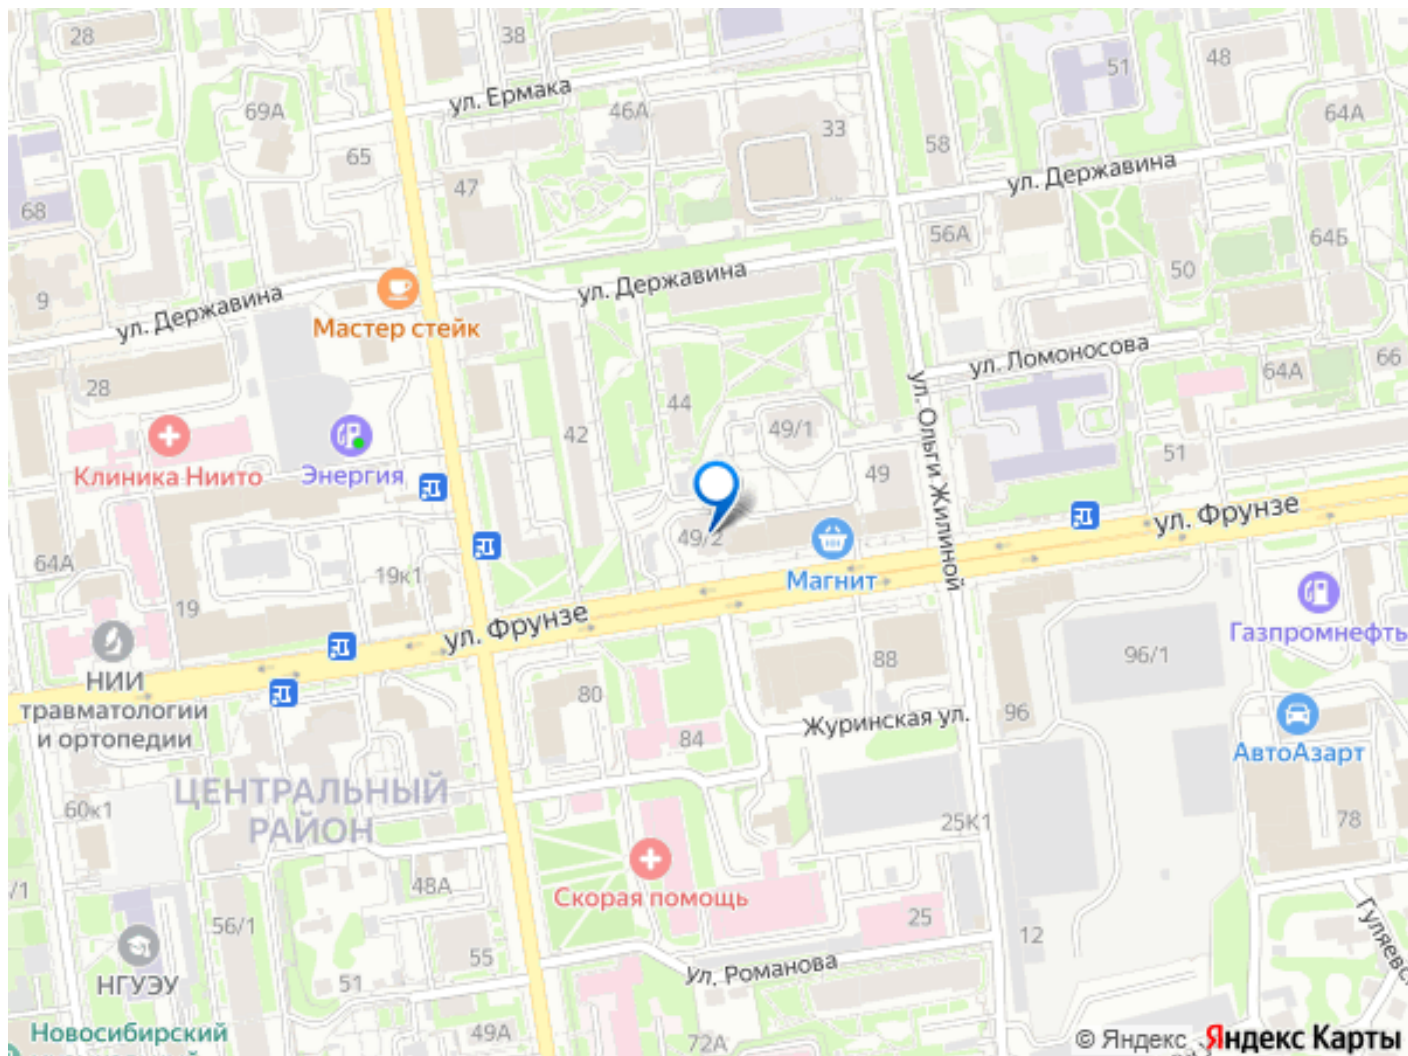 28
38
48
51
ул. Ермака
69А
46А
64А
33
65
58
ул. Державина
47
68
56А
64Б
50
ул. Державина
9
ул. Державина
Мастер стейк
ул. Ломоносова
66
64А
28
44
ул. Ольги Жилиной
49/1
42
51
Клиника Ниито
Энергия
49
ул. Фрунзе
49/2
64А
19к1
Магнит
19
ул. Фрунзе
Газпромнефть
88
96/1
НИИ
травматологии
и ортопедии
80
84
Журинская ул.
96
АвтоАзарт
ЦЕНТРАЛЬНЫЙ
РАЙОН
60к1
25К1
78
/1
48А
Скорая помощь
56/1
25
12
55
НГУЭУ
51
ул. Романова
Новосибирский
49А
72А
© Яндекс
Яндекс Карты